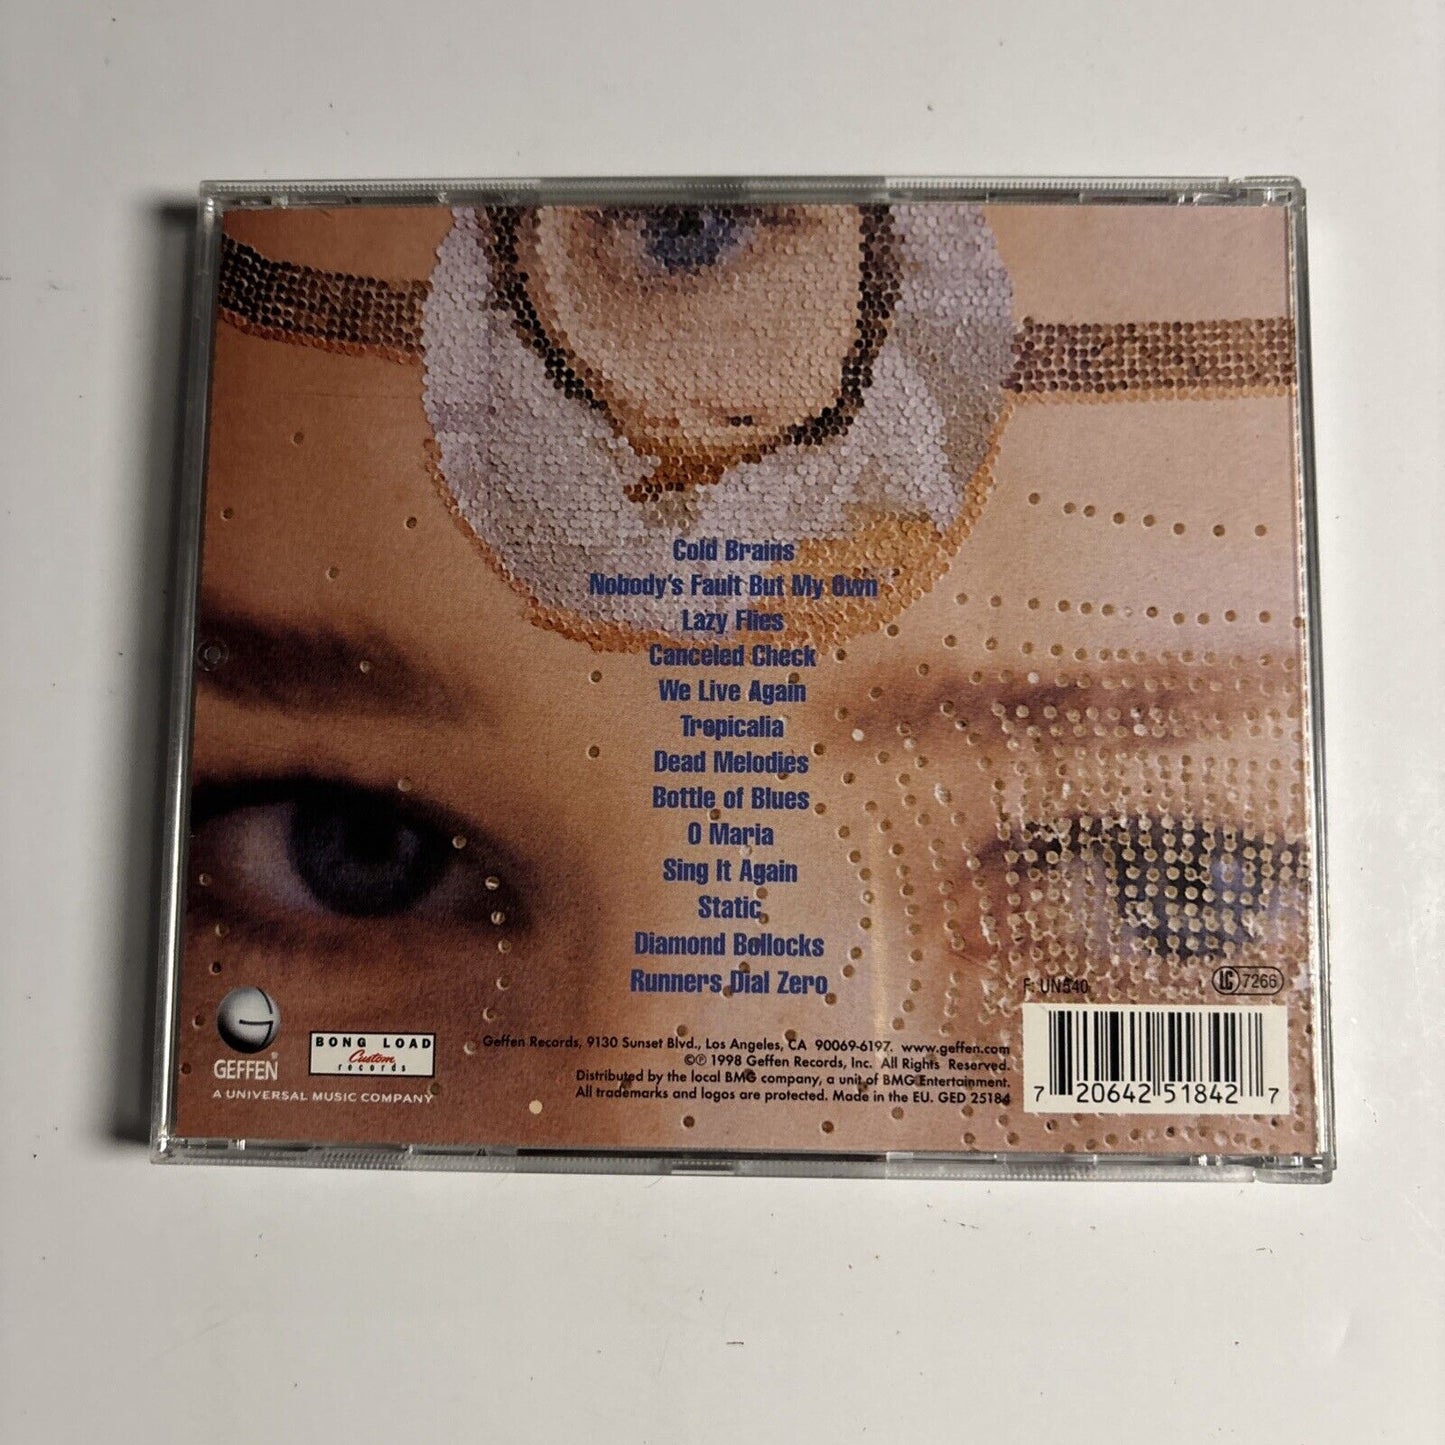 Cold Brains
Nobody's Fault But My Own
Lazy Flies
Canceled Check
We Live Again
Tropicalia
Dead Melodies
Bottle of Blues
O Maria
Sing It Again
Static
Diamond Bollocks
Runners Dial Zero
F: UN540
LC 7266
G
GEFFEN®
A UNIVERSAL MUSIC COMPANY
BONG LOAD
Custom
records
Geffen Records, 9130 Sunset Blvd., Los Angeles, CA 90069-6197. www.geffen.com
©℗ 1998 Geffen Records, Inc. All Rights Reserved.
Distributed by the local BMG company, a unit of BMG Entertainment.
All trademarks and logos are protected. Made in the EU. GED 25184
7 20642 51842 7